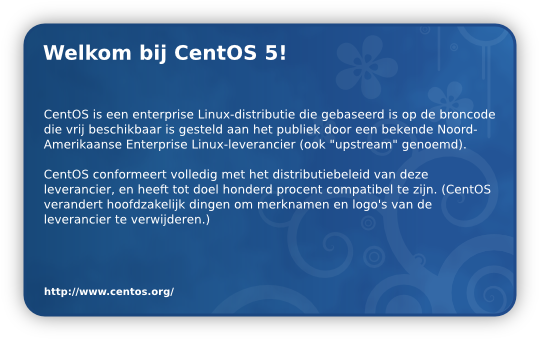 Welkom bij CentOS 5!
CentOS is een enterprise Linux-distributie die gebaseerd is op de broncode
die vrij beschikbaar is gesteld aan het publiek door een bekende Noord-
Amerikaanse Enterprise Linux-leverancier (ook "upstream" genoemd).
CentOS conformeert volledig met het distributiebeleid van deze
leverancier, en heeft tot doel honderd procent compatibel te zijn. (CentOS
verandert hoofdzakelijk dingen om merknamen en logo's van de
leverancier te verwijderen.)
http://www.centos.org/